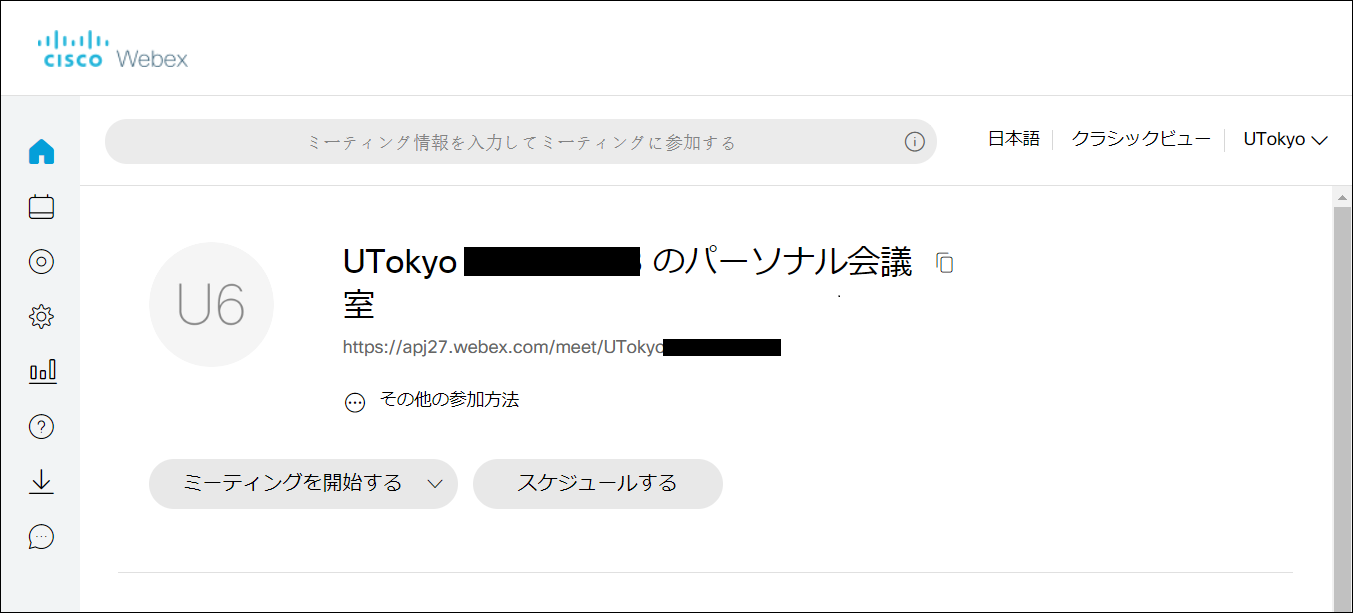 CISCO Webex
ミーティング情報を入力してミーティングに参加する
日本語
クラシックビュー
UTokyo
U6
UTokyo のパーソナル会議
室
https://apj27.webex.com/meet/UTokyo
その他の参加方法
ミーティングを開始する
スケジュールする